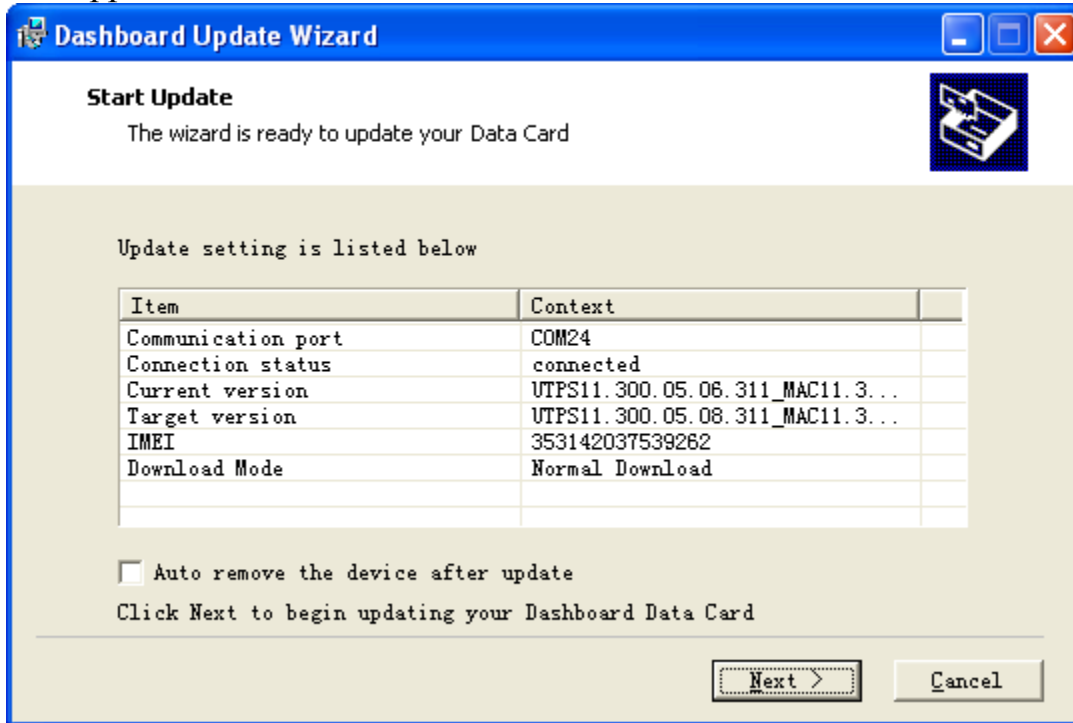 Dashboard Update Wizard
Start Update
The wizard is ready to update your Data Card
Update setting is listed below
Item Context
Communication port COM24
Connection status connected
Current version UTPS11.300.05.06.311_MAC11.3...
Target version UTPS11.300.05.08.311_MAC11.3...
IMEI 353142037539262
Download Mode Normal Download
Auto remove the device after update
Click Next to begin updating your Dashboard Data Card
Next >
Cancel